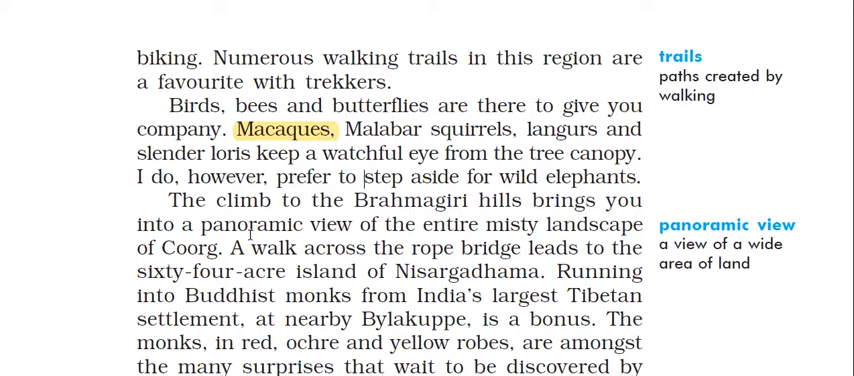 biking. Numerous walking trails in this region are
a favourite with trekkers.
Birds, bees and butterflies are there to give you
company. Macaques, Malabar squirrels, langurs and
slender loris keep a watchful eye from the tree canopy.
I do, however, prefer to step aside for wild elephants.
The climb to the Brahmagiri hills brings you
into a panoramic view of the entire misty landscape
of Coorg. A walk across the rope bridge leads to the
sixty-four-acre island of Nisargadhama. Running
into Buddhist monks from India's largest Tibetan
settlement, at nearby Bylakuppe, is a bonus. The
monks, in red, ochre and yellow robes, are amongst
the many surprises that wait to be discovered by
trails
paths created by
walking
panoramic view
a view of a wide
area of land